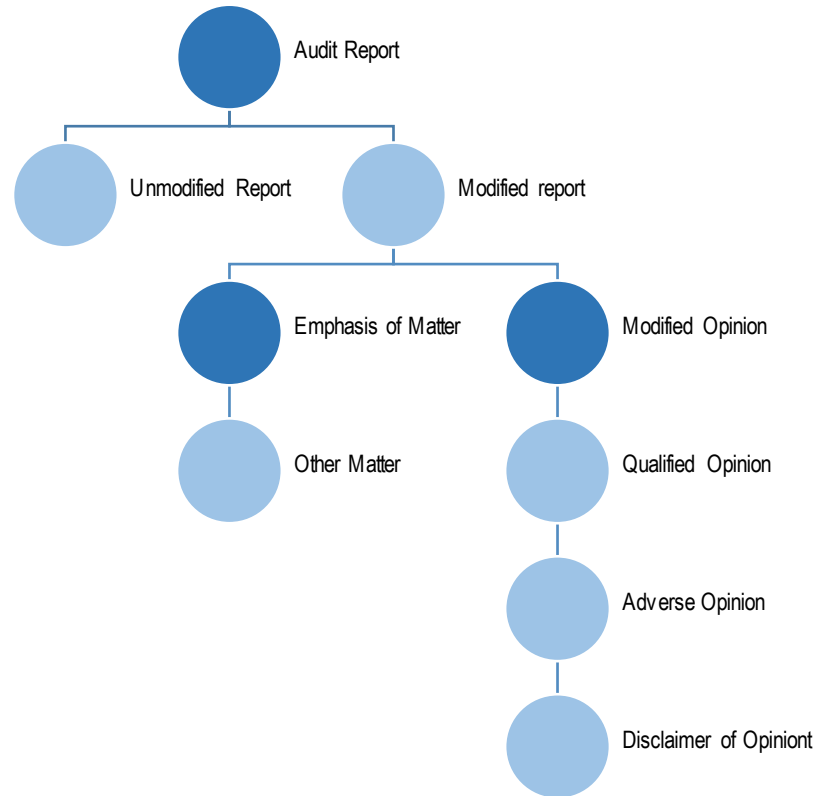 Audit Report
Unmodified Report
Modified report
Emphasis of Matter
Modified Opinion
Other Matter
Qualified Opinion
Adverse Opinion
Disclaimer of Opiniont